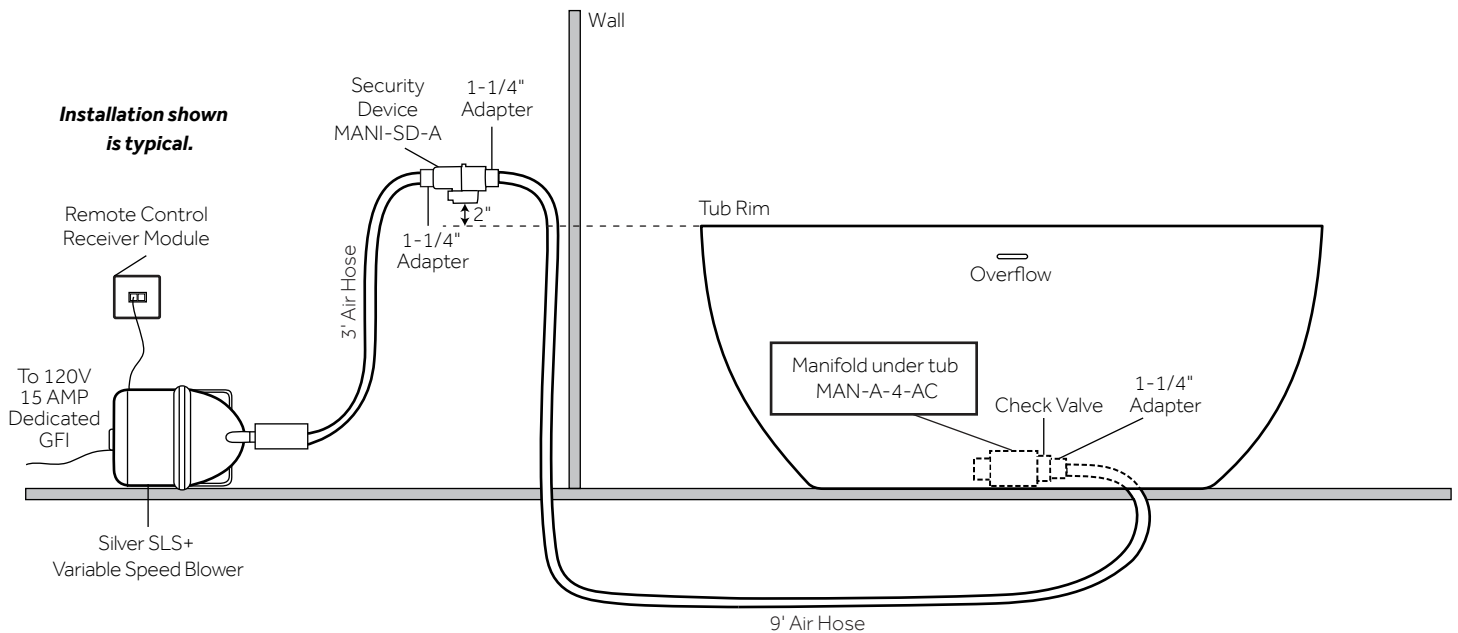 Wall
Security
Device
MANI-SD-A
1-1/4"
Adapter
Installation shown
is typical.
Remote Control
Receiver Module
2"
Tub Rim
1-1/4"
Adapter
3' Air Hose
Overflow
To 120V
15 AMP
Dedicated
GFI
Manifold under tub
MAN-A-4-AC
Check Valve
1-1/4"
Adapter
Silver SLS+
Variable Speed Blower
9' Air Hose